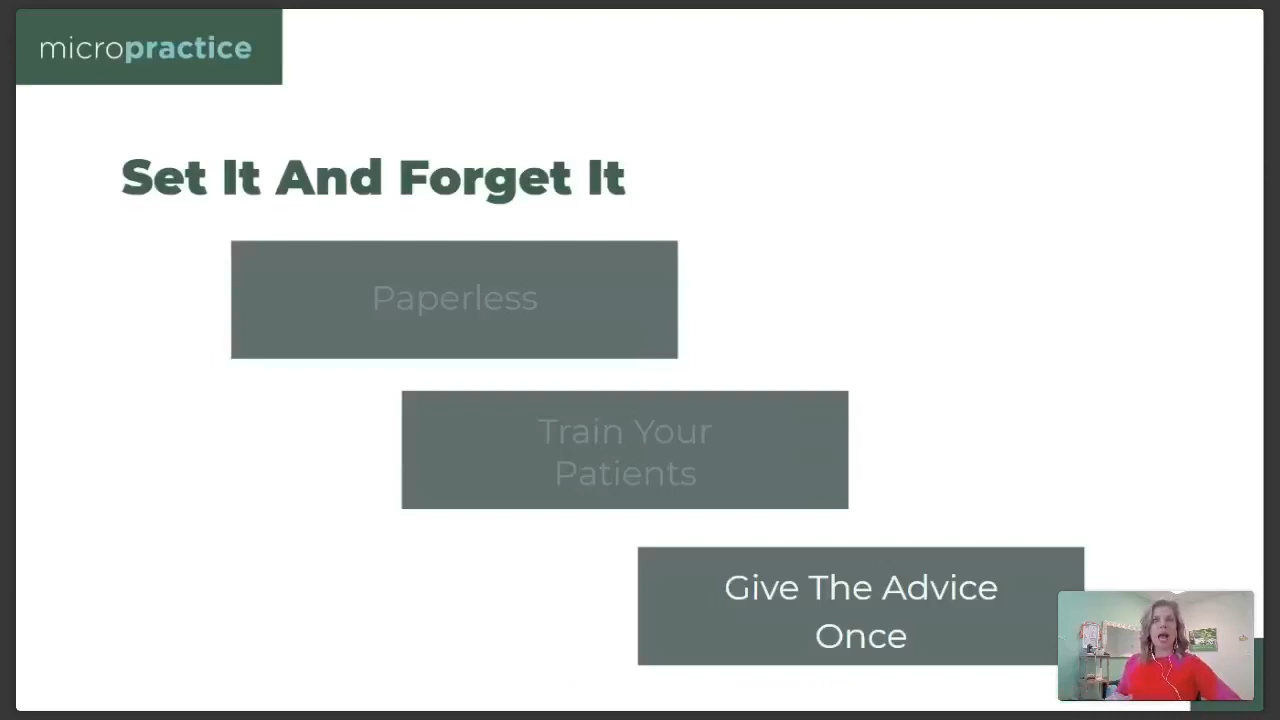 micropractice
Set It And Forget It
Paperless
Train Your
Patients
Give The Advice
Once